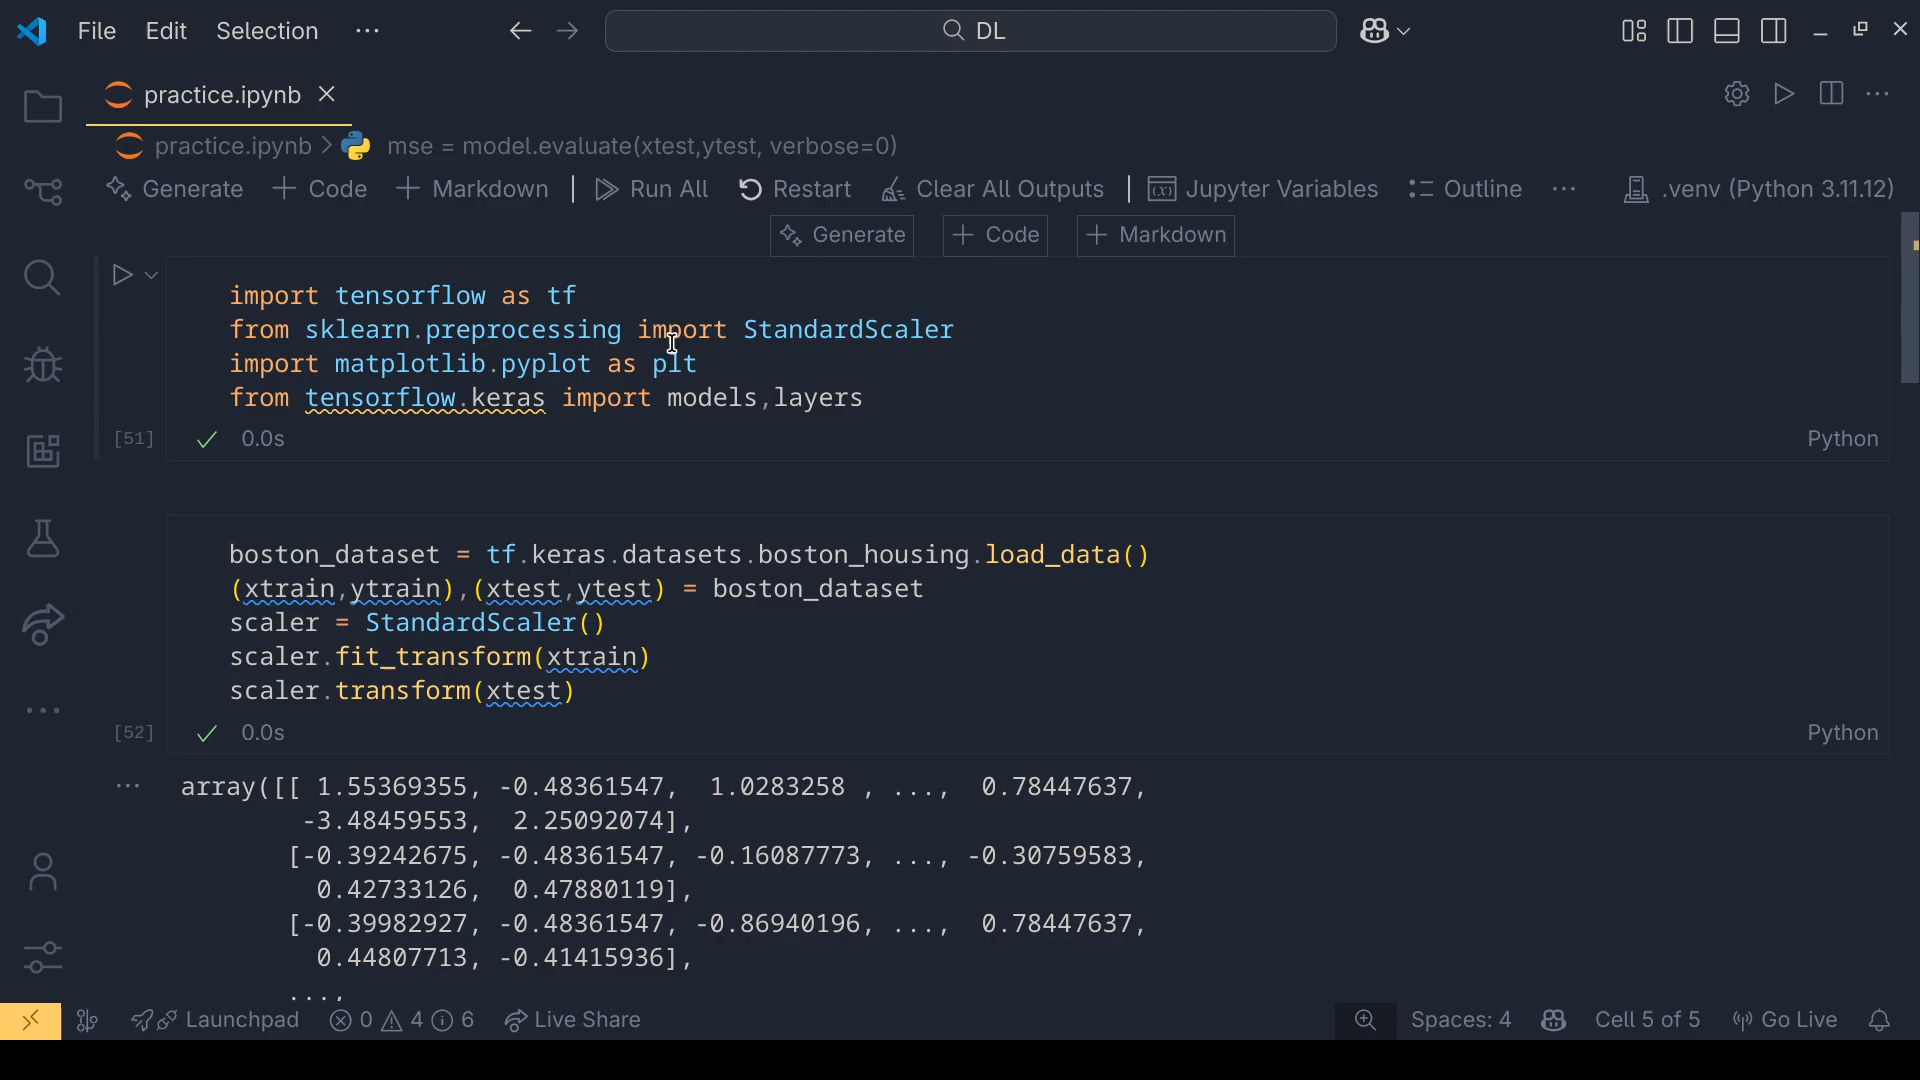 File Edit Selection ··· DL
practice.ipynb
practice.ipynb > mse = model.evaluate(xtest,ytest, verbose=0)
Generate + Code + Markdown | Run All Restart Clear All Outputs | Jupyter Variables Outline ··· .venv (Python 3.11.12)
Generate + Code + Markdown
import tensorflow as tf
from sklearn.preprocessing import StandardScaler
import matplotlib.pyplot as plt
from tensorflow.keras import models,layers
[51] ✓ 0.0s Python
boston_dataset = tf.keras.datasets.boston_housing.load_data()
(xtrain,ytrain),(xtest,ytest) = boston_dataset
scaler = StandardScaler()
scaler.fit_transform(xtrain)
scaler.transform(xtest)
[52] ✓ 0.0s Python
··· array([[ 1.55369355, -0.48361547,  1.0283258 , ...,  0.78447637,
-3.48459553,  2.25092074],
[-0.39242675, -0.48361547, -0.16087773, ..., -0.30759583,
0.42733126,  0.47880119],
[-0.39982927, -0.48361547, -0.86940196, ...,  0.78447637,
0.44807713, -0.41415936],
...,
Launchpad 0 4 6 Live Share Spaces: 4 Cell 5 of 5 Go Live